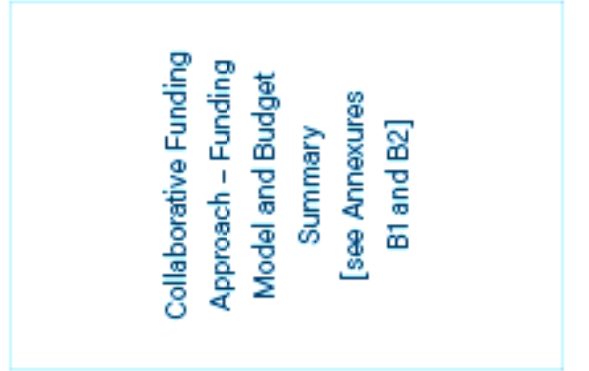 Collaborative Funding
Approach – Funding
Model and Budget
Summary
[see Annexures
B1 and B2]